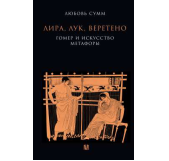 ЛЮБОВЬ СУММ
ЛИРА, ЛУК, ВЕРЕТЕНО
ГОМЕР И ИСКУССТВО
МЕТАФОРЫ